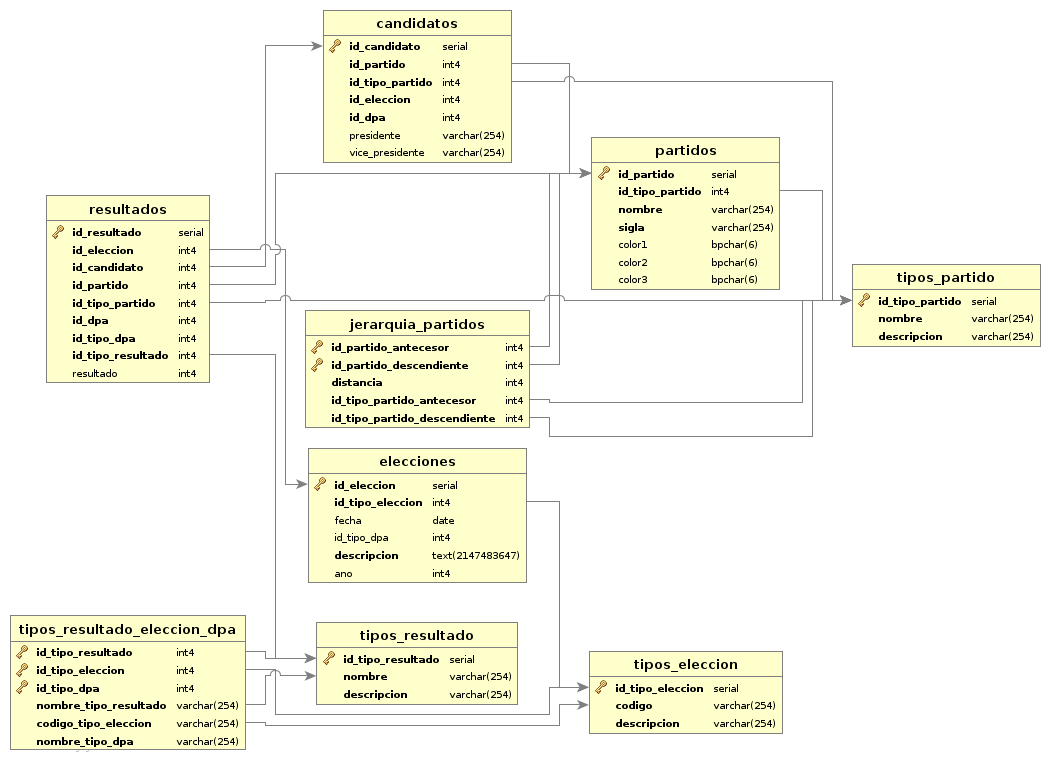 candidatos
id_candidato serial
id_partido int4
id_tipo_partido int4
id_eleccion int4
id_dpa int4
presidente varchar(254)
vice_presidente varchar(254)
partidos
id_partido serial
id_tipo_partido int4
nombre varchar(254)
sigla varchar(254)
color1 bpchar(6)
color2 bpchar(6)
color3 bpchar(6)
resultados
id_resultado serial
id_eleccion int4
id_candidato int4
id_partido int4
id_tipo_partido int4
id_dpa int4
id_tipo_dpa int4
id_tipo_resultado int4
resultado int4
tipos_partido
id_tipo_partido serial
nombre varchar(254)
descripcion varchar(254)
jerarquia_partidos
id_partido_antecesor int4
id_partido_descendiente int4
distancia int4
id_tipo_partido_antecesor int4
id_tipo_partido_descendiente int4
elecciones
id_eleccion serial
id_tipo_eleccion int4
fecha date
id_tipo_dpa int4
descripcion text(2147483647)
ano int4
tipos_resultado_eleccion_dpa
id_tipo_resultado int4
id_tipo_eleccion int4
id_tipo_dpa int4
nombre_tipo_resultado varchar(254)
codigo_tipo_eleccion varchar(254)
nombre_tipo_dpa varchar(254)
tipos_resultado
id_tipo_resultado serial
nombre varchar(254)
descripcion varchar(254)
tipos_eleccion
id_tipo_eleccion serial
codigo varchar(254)
descripcion varchar(254)